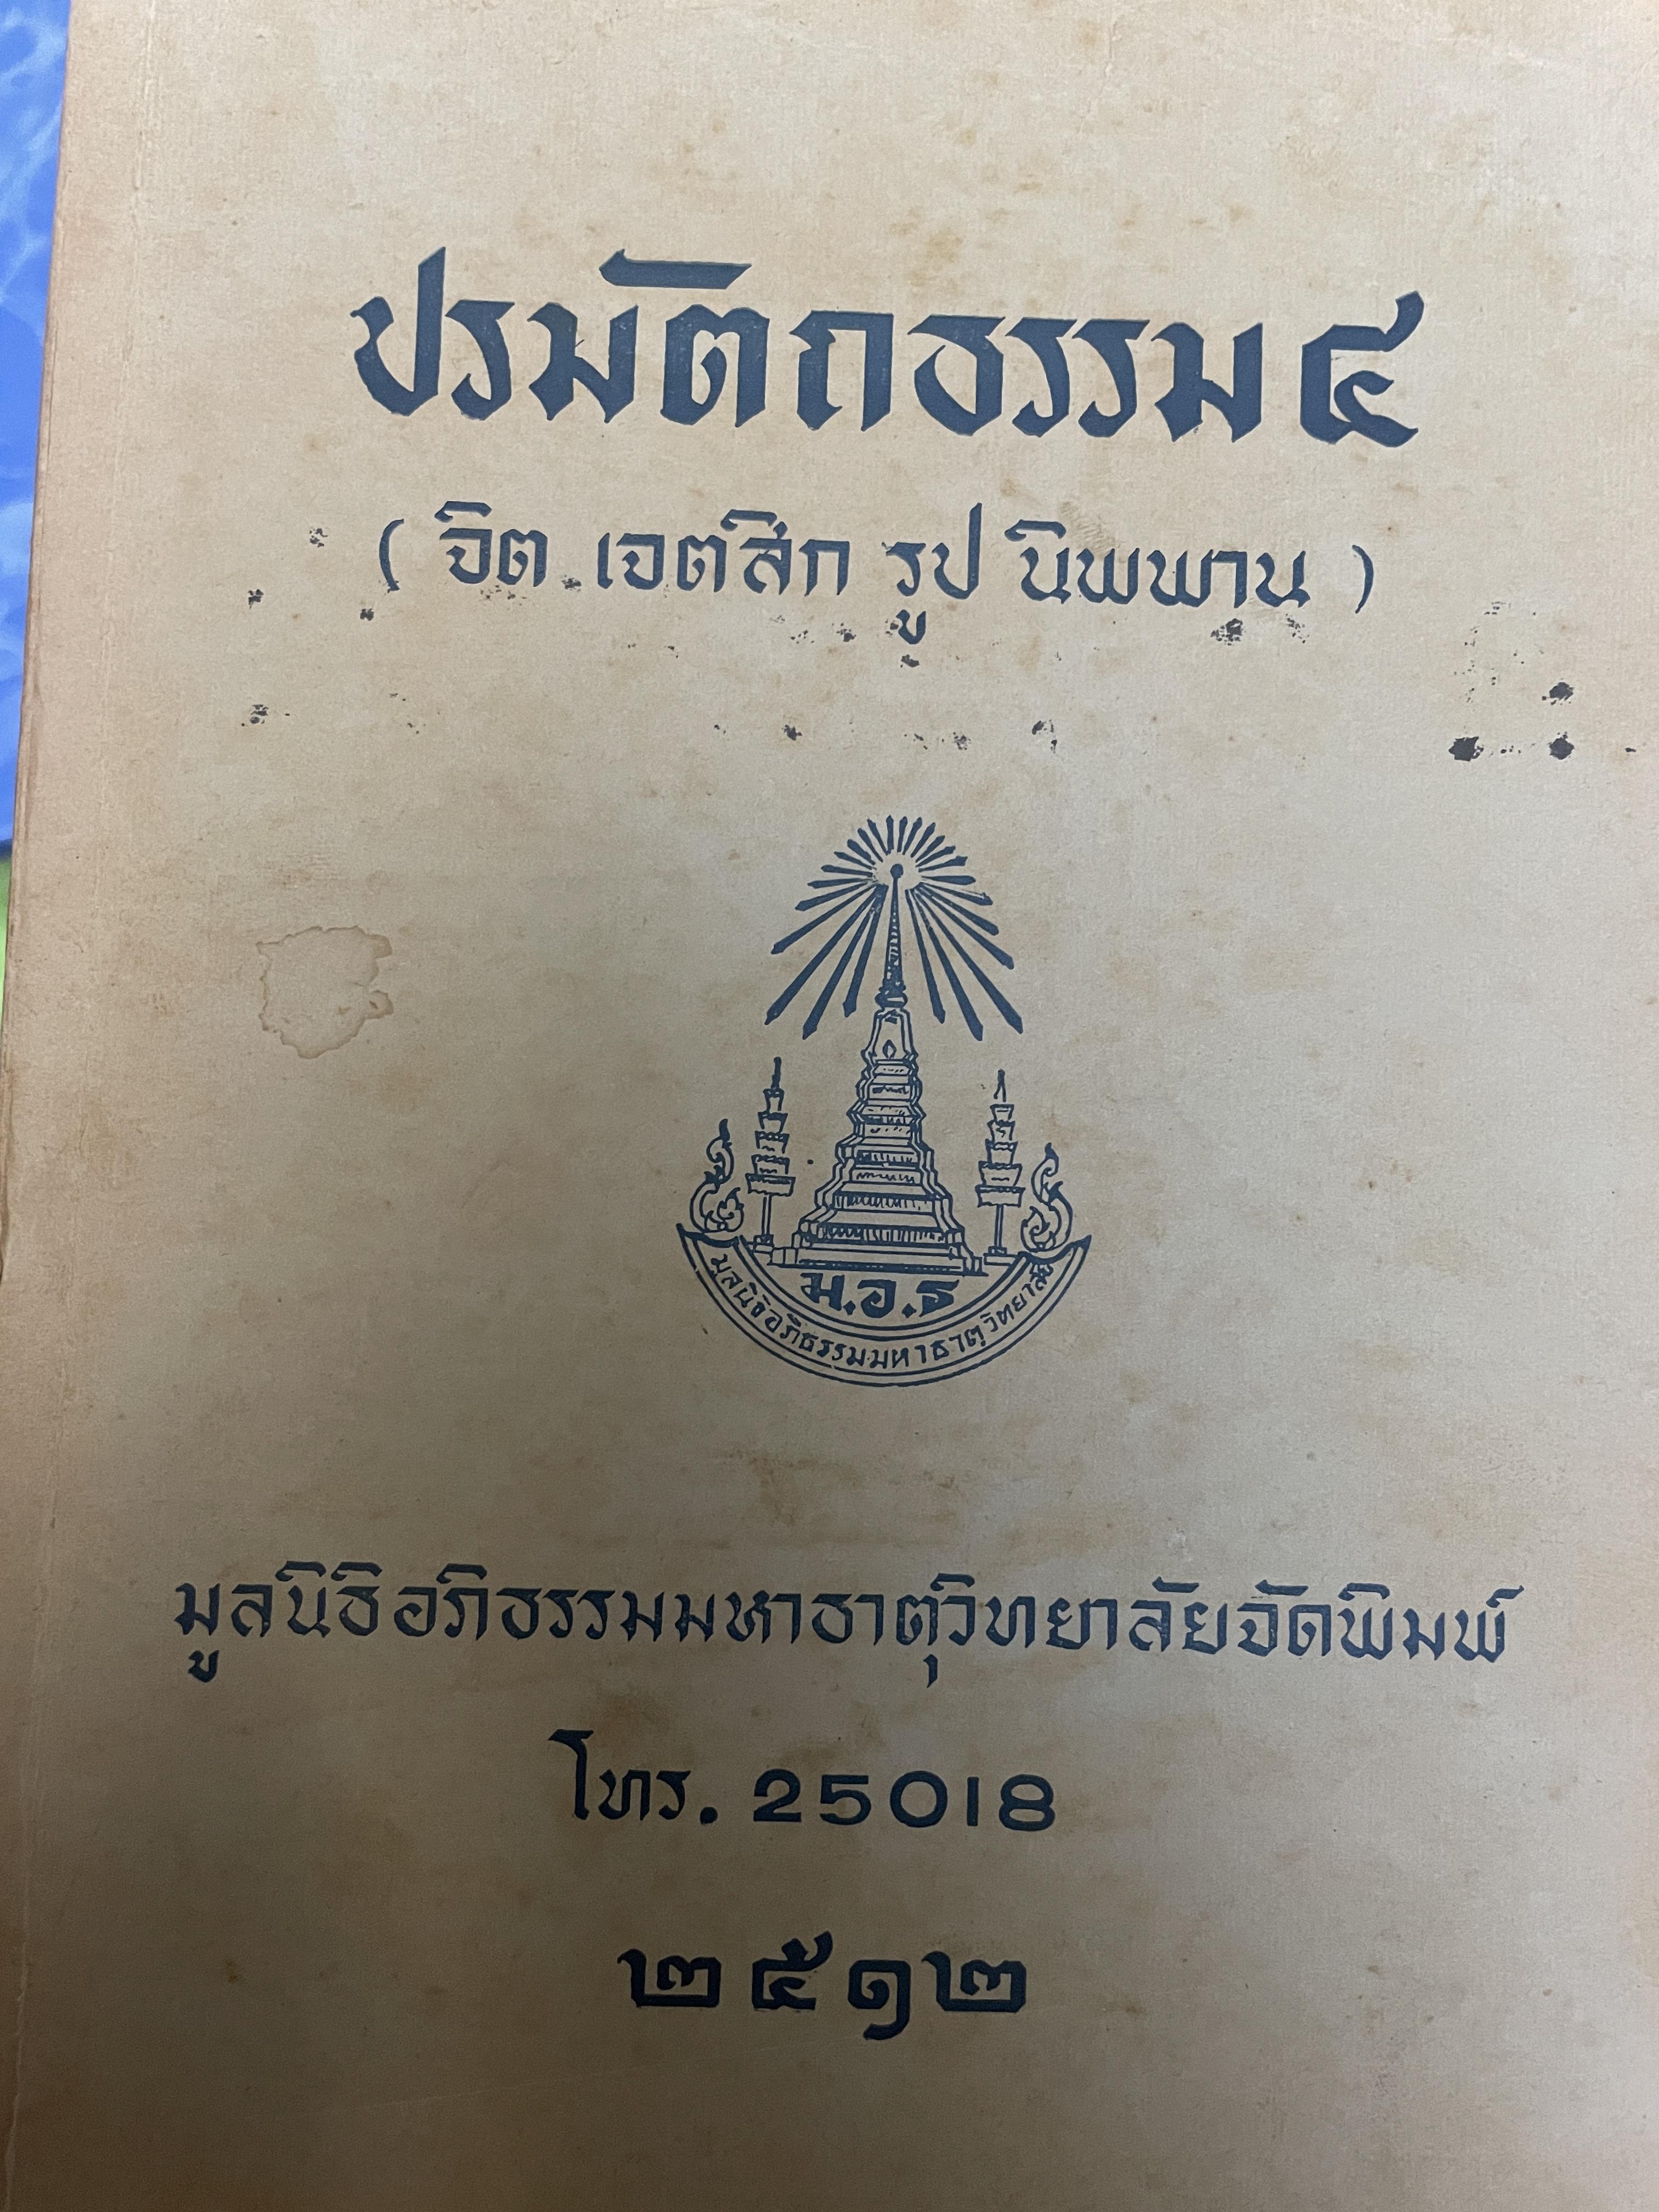 ปรมัตถธรรม๔
( จิต เจตสิก รูป นิพพาน )
ม.อ.ธ
มูลนิธิอภิธรรมมหาธาตุวิทยาลัย
มูลนิธิอภิธรรมมหาธาตุวิทยาลัยจัดพิมพ์
โทร. 25018
๒๕๑๒